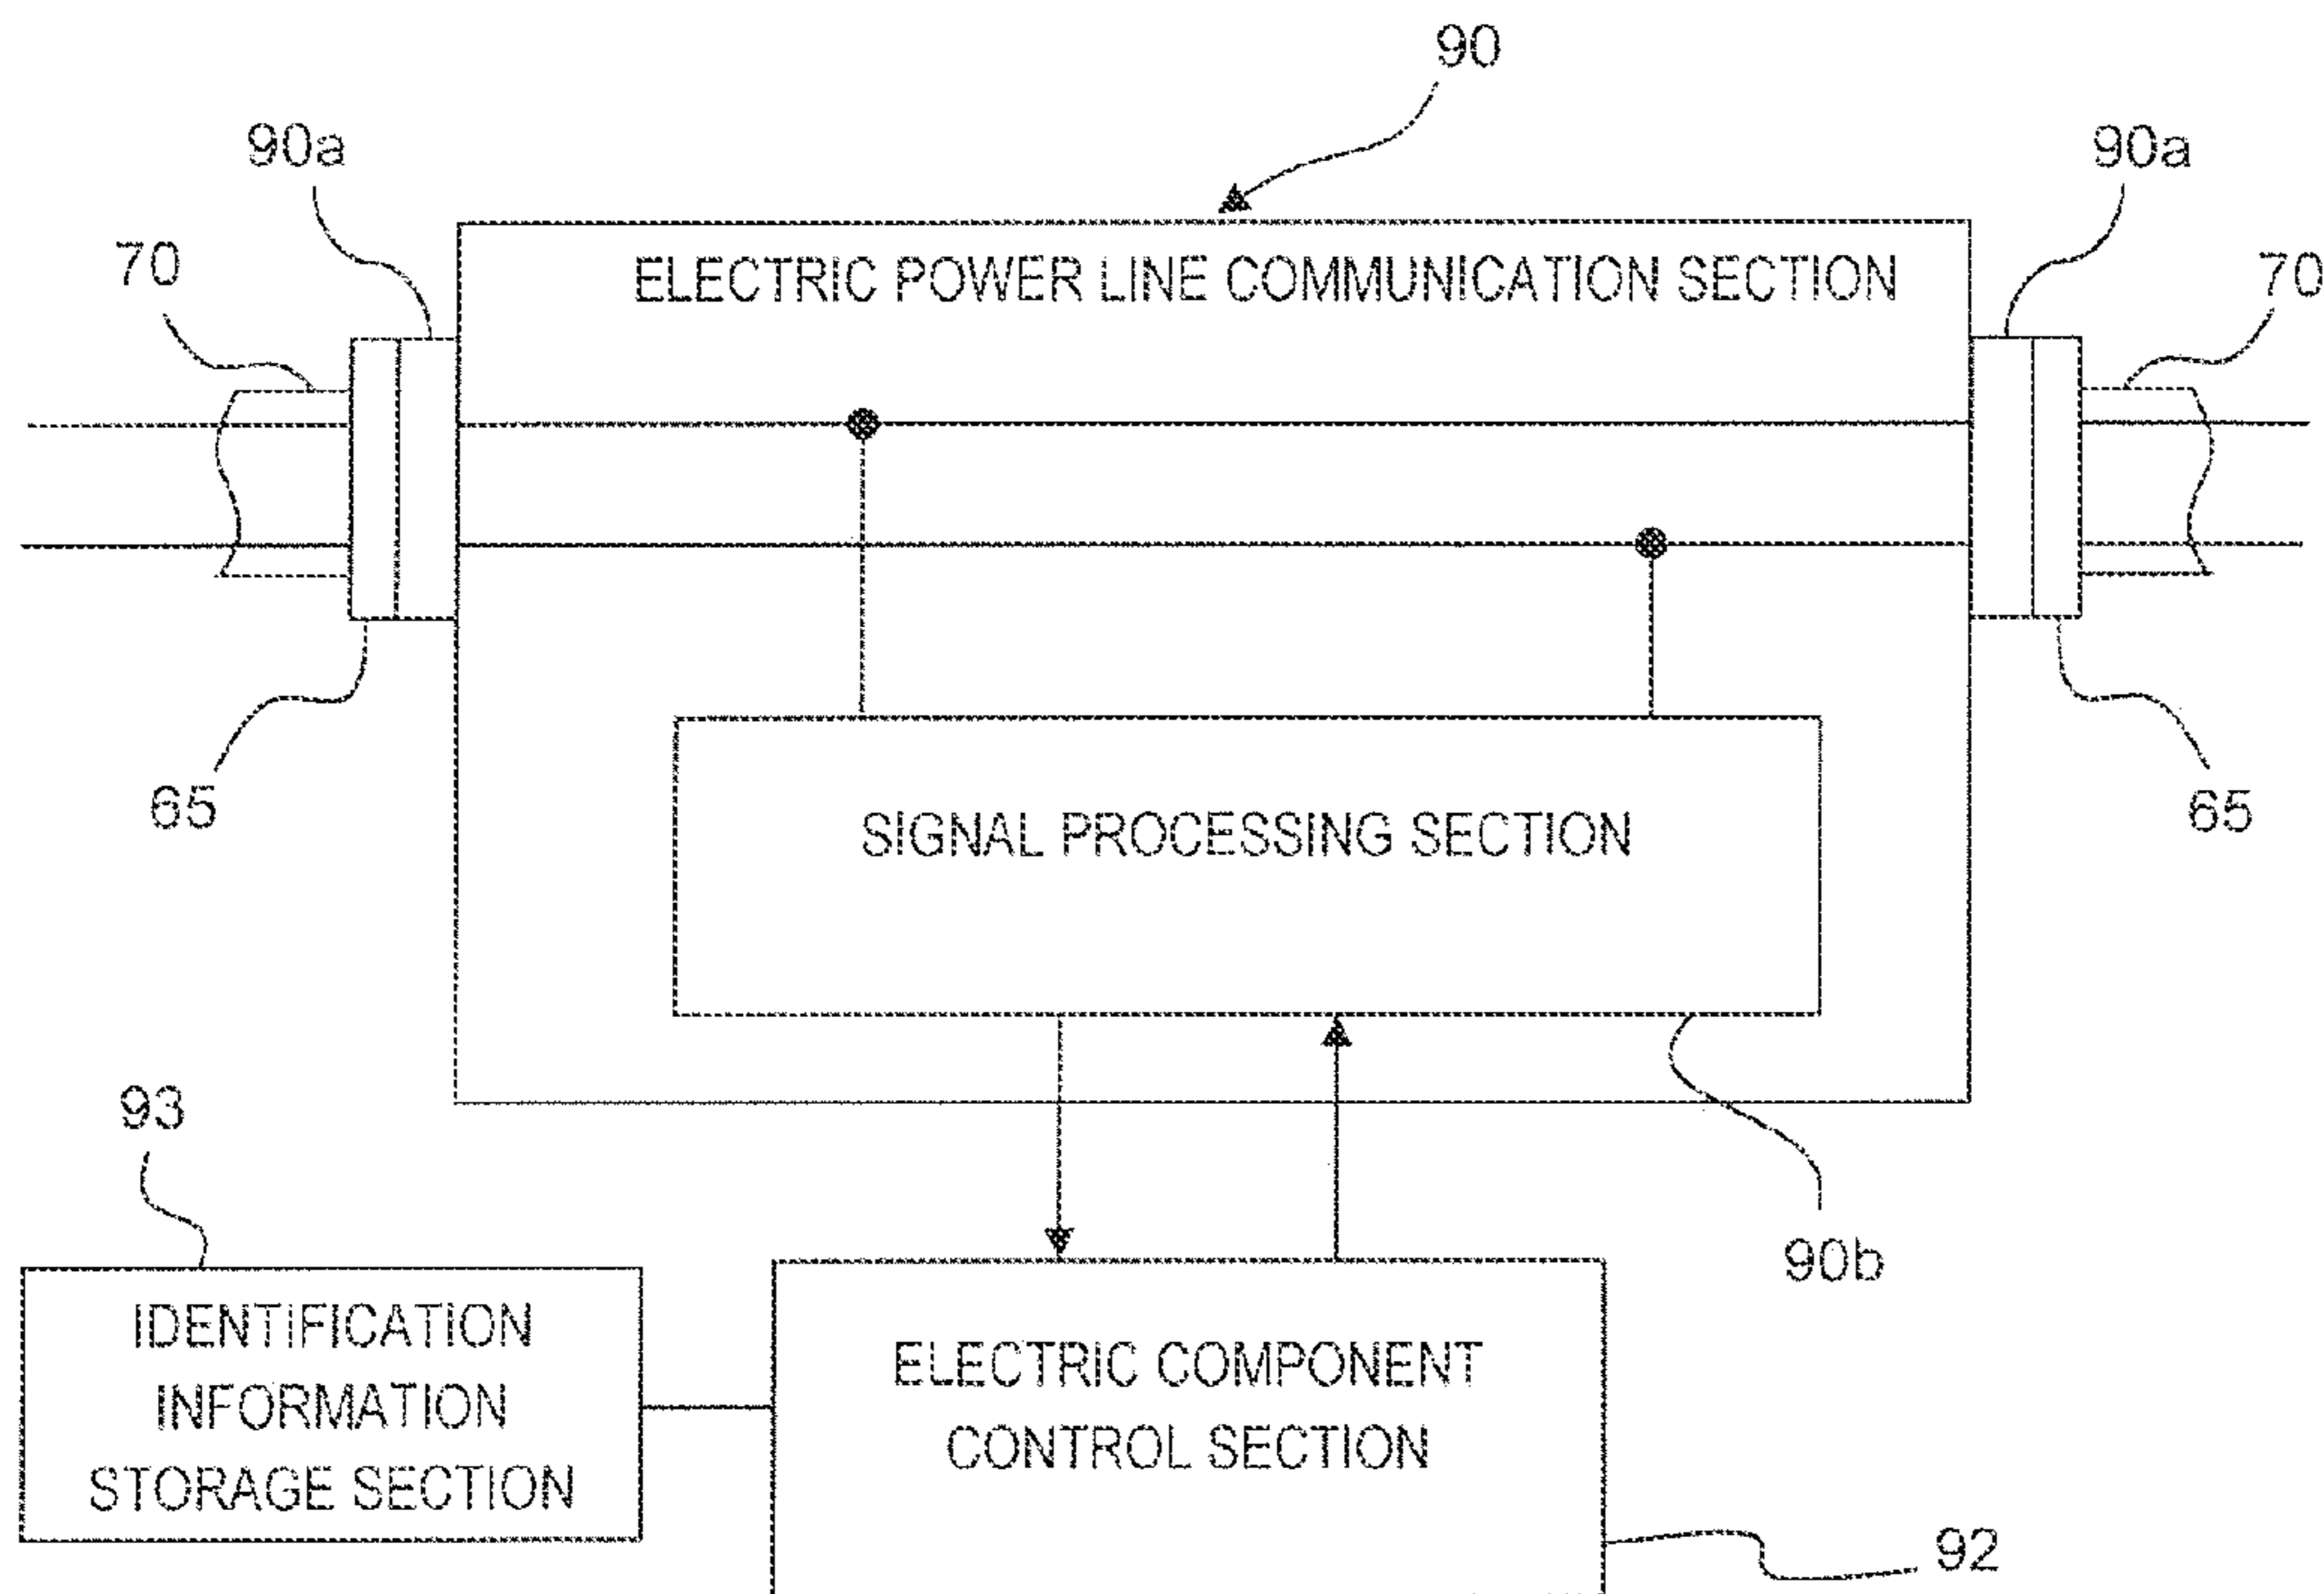 90
90a
90a
70
ELECTRIC POWER LINE COMMUNICATION SECTION
70
65
SIGNAL PROCESSING SECTION
65
93
90b
IDENTIFICATION
INFORMATION
STORAGE SECTION
ELECTRIC COMPONENT
CONTROL SECTION
92